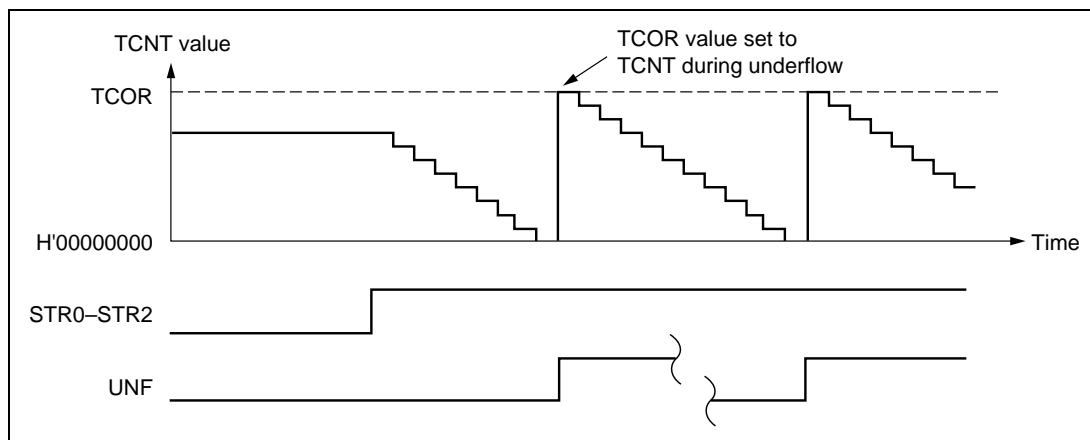 TCNT value
TCOR value set to
TCNT during underflow
TCOR
H'00000000
Time
STR0–STR2
UNF